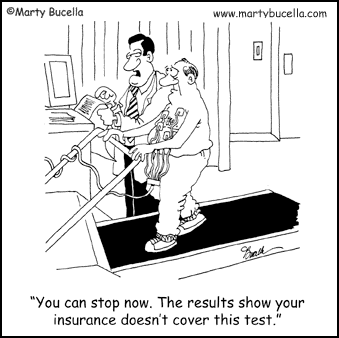 ©Marty Bucella
www.martybucella.com
"You can stop now. The results show your
insurance doesn't cover this test."